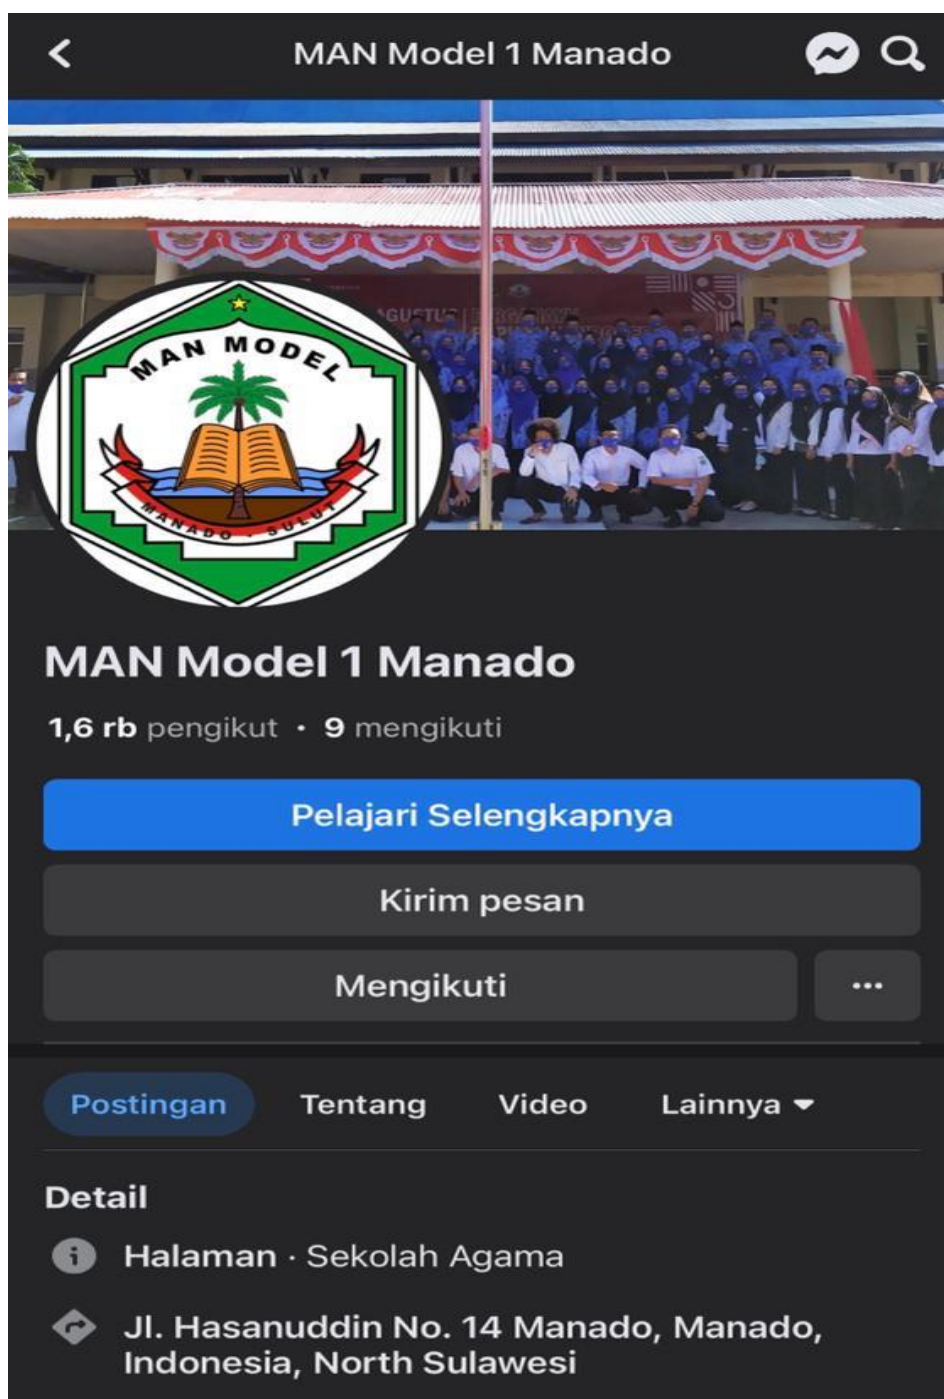 MAN Model 1 Manado
AGUSTUS
MAN MODEL
MANADO - SULUT
MAN Model 1 Manado
1,6 rb pengikut · 9 mengikuti
Pelajari Selengkapnya
Kirim pesan
Mengikuti
Postingan Tentang Video Lainnya
Detail
Halaman · Sekolah Agama
Jl. Hasanuddin No. 14 Manado, Manado,
Indonesia, North Sulawesi